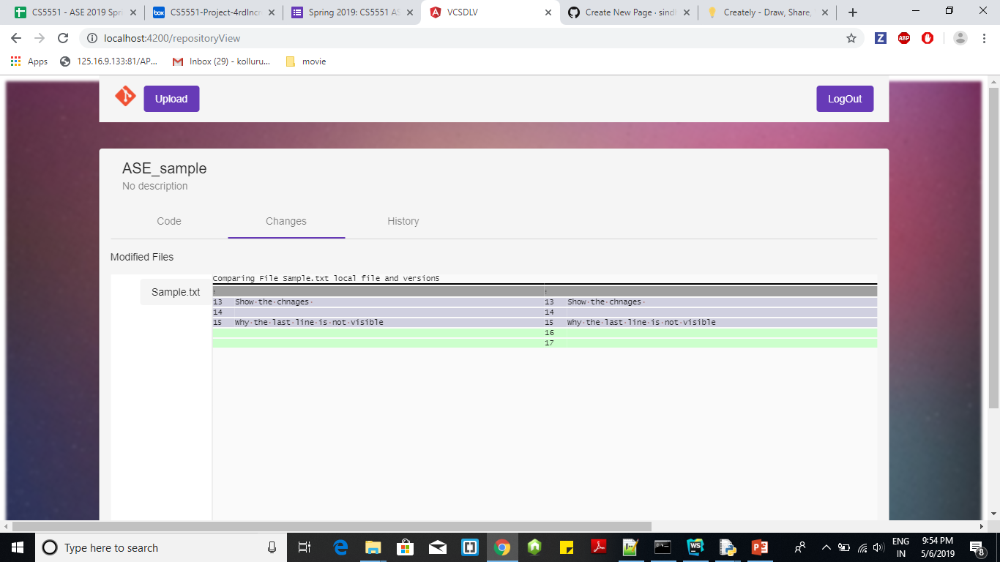 CS5551 - ASE 2019 Spri
CS5551-Project-4rdIncr
Spring 2019: CS5551 AS
VCSDLV
Create New Page · sindh
Creately - Draw, Share,
localhost:4200/repositoryView
ABP
Apps
125.16.9.133:81/AP...
Inbox (29) - kolluru...
movie
Upload
LogOut
ASE_sample
No description
Code Changes History
Modified Files
Sample.txt
Comparing File Sample.txt local file and version5
13 Show·the·chnages· 13 Show·the·chnages·
14 14
15 Why·the·last·line·is·not·visible 15 Why·the·last·line·is·not·visible
16
17
Type here to search
ENG 9:54 PM
IN 5/6/2019
8